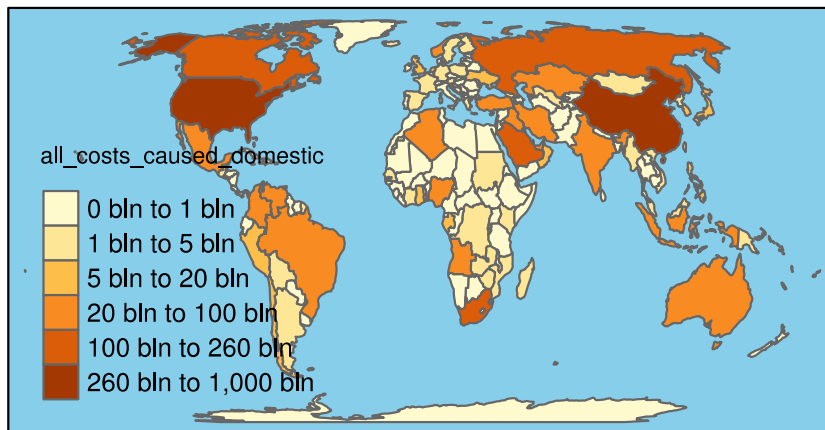 all_costs_caused_domestic
0 bln to 1 bln
1 bln to 5 bln
5 bln to 20 bln
20 bln to 100 bln
100 bln to 260 bln
260 bln to 1,000 bln